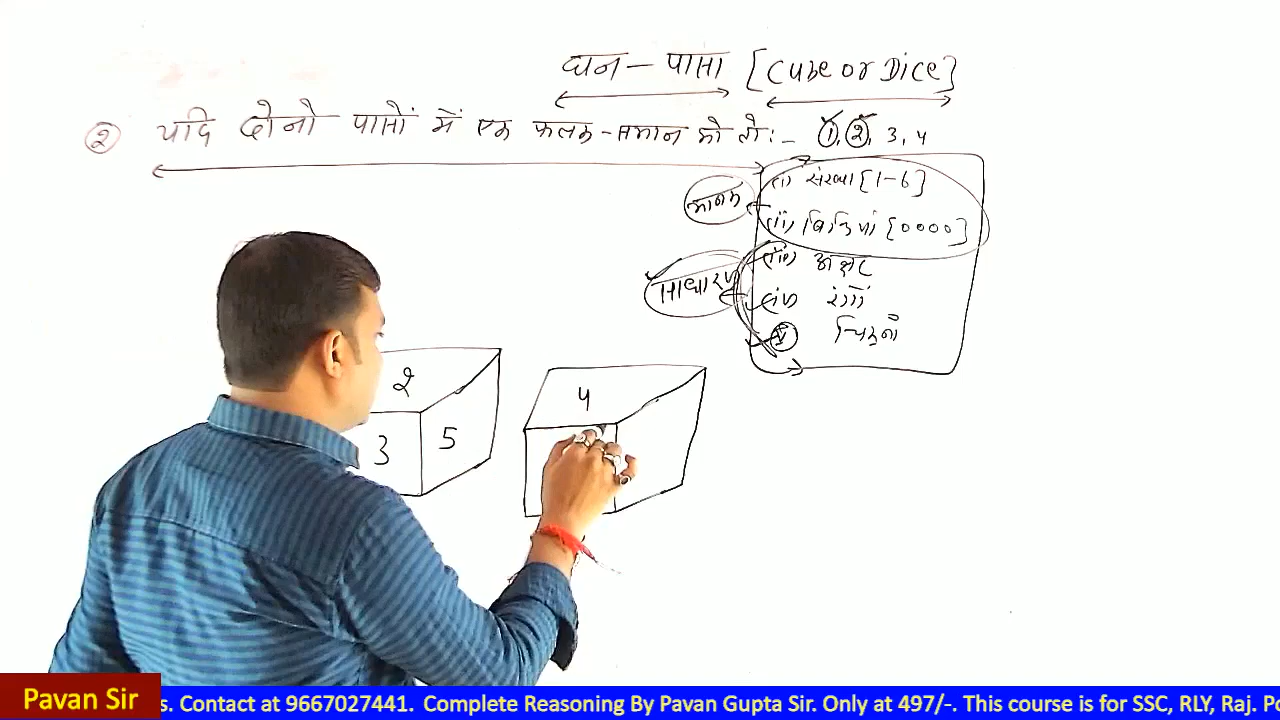 घन - पासा [Cube or Dice]
② यदि दोनो पासों में एक फलक - समान हो तो :- ①, ②, 3, 4
मानक
(i) संख्या [1-6]
(ii) बिन्दियां [0000]
साधारण
(iii) अक्षर
(iv) रंगों
(v)
2
3 5
4
Pavan Sir
s. Contact at 9667027441. Complete Reasoning By Pavan Gupta Sir. Only at 497/-. This course is for SSC, RLY, Raj. Po